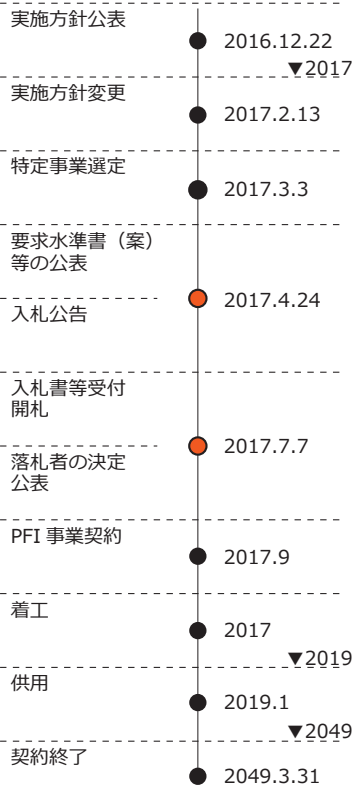 実施方針公表
2016.12.22
▼2017
実施方針変更
2017.2.13
特定事業選定
2017.3.3
要求水準書（案）
等の公表
2017.4.24
入札公告
入札書等受付
開札
2017.7.7
落札者の決定
公表
PFI 事業契約
2017.9
着工
2017
▼2019
供用
2019.1
▼2049
契約終了
2049.3.31